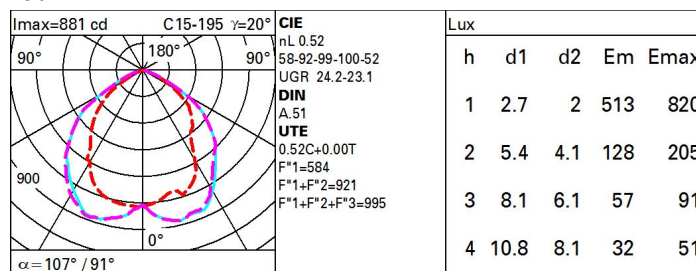 Imax=881 cd C15-195 γ=20°
180°
90° 90°
900
0°
α=107° / 91°
CIE
nL 0.52
58-92-99-100-52
UGR 24.2-23.1
DIN
A.51
UTE
0.52C+0.00T
F"1=584
F"1+F"2=921
F"1+F"2+F"3=995
Lux
h d1 d2 Em Emax
1 2.7 2 513 820
2 5.4 4.1 128 205
3 8.1 6.1 57 91
4 10.8 8.1 32 51